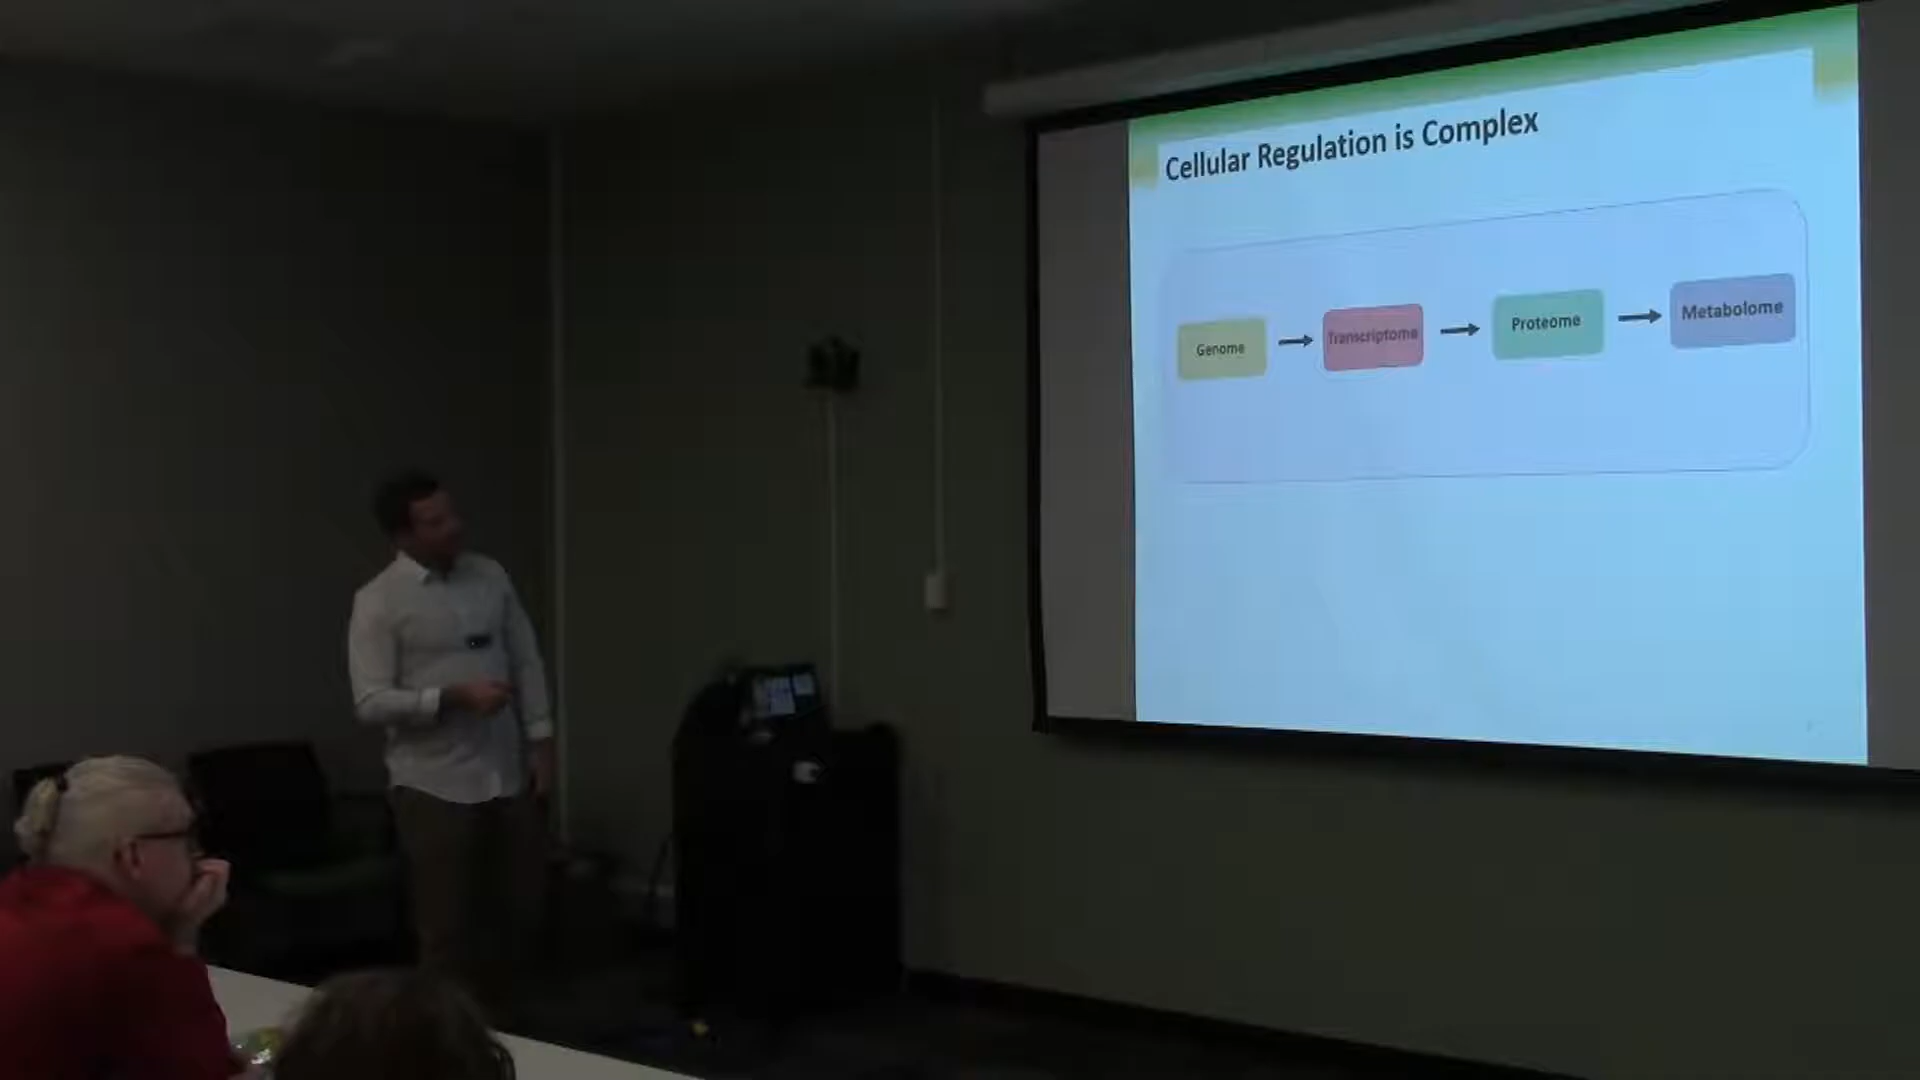 Cellular Regulation is Complex
Genome
Transcriptome
Proteome
Metabolome